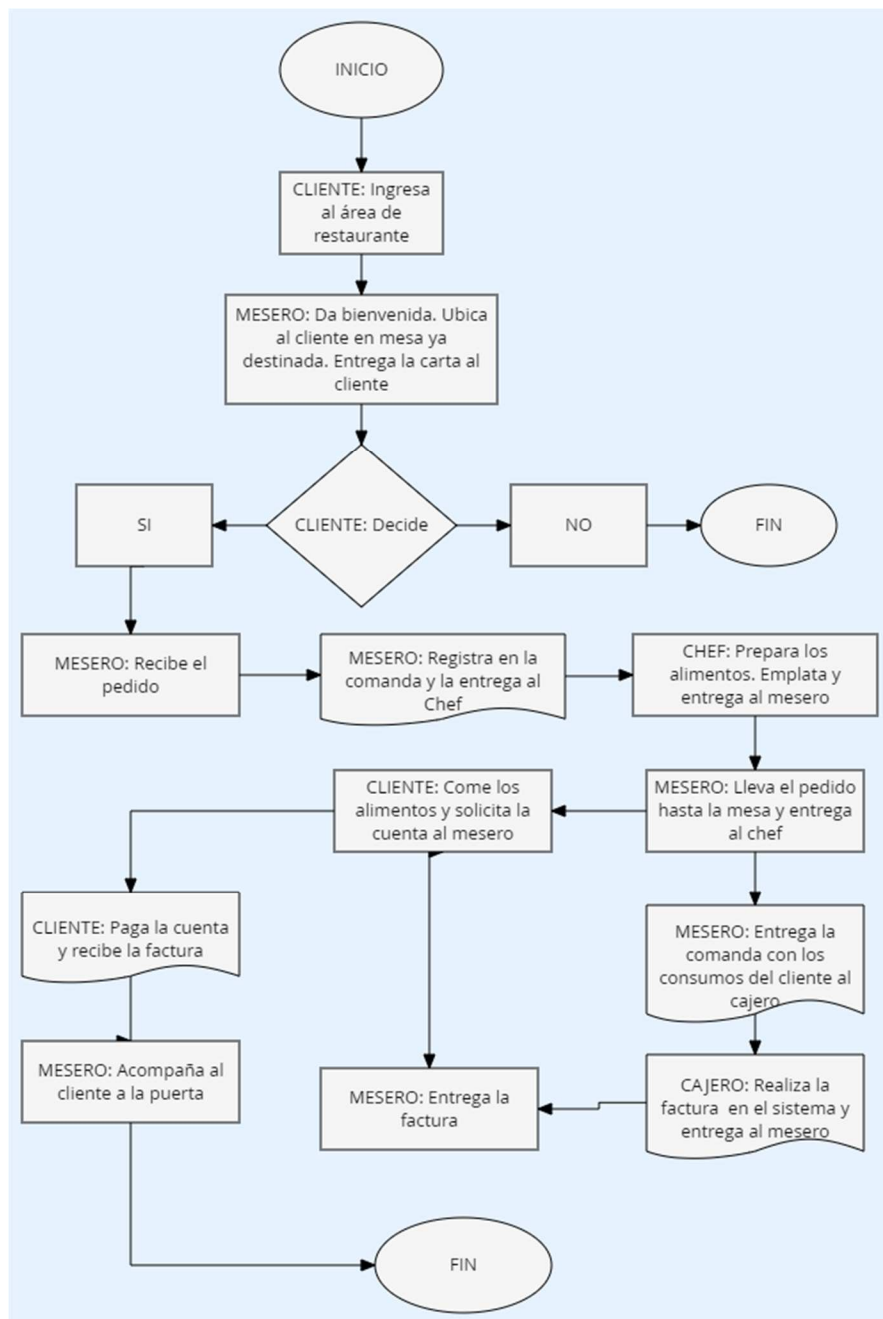 INICIO
CLIENTE: Ingresa
al área de
restaurante
MESERO: Da bienvenida. Ubica
al cliente en mesa ya
destinada. Entrega la carta al
cliente
SI
CLIENTE: Decide
NO
FIN
MESERO: Recibe el
pedido
MESERO: Registra en la
comanda y la entrega al
Chef
CHEF: Prepara los
alimentos. Emplata y
entrega al mesero
MESERO: Lleva el pedido
hasta la mesa y entrega
al chef
CLIENTE: Come los
alimentos y solicita la
cuenta al mesero
CLIENTE: Paga la cuenta
y recibe la factura
MESERO: Entrega la
comanda con los
consumos del cliente al
cajero
MESERO: Acompaña al
cliente a la puerta
MESERO: Entrega la
factura
CAJERO: Realiza la
factura en el sistema y
entrega al mesero
FIN